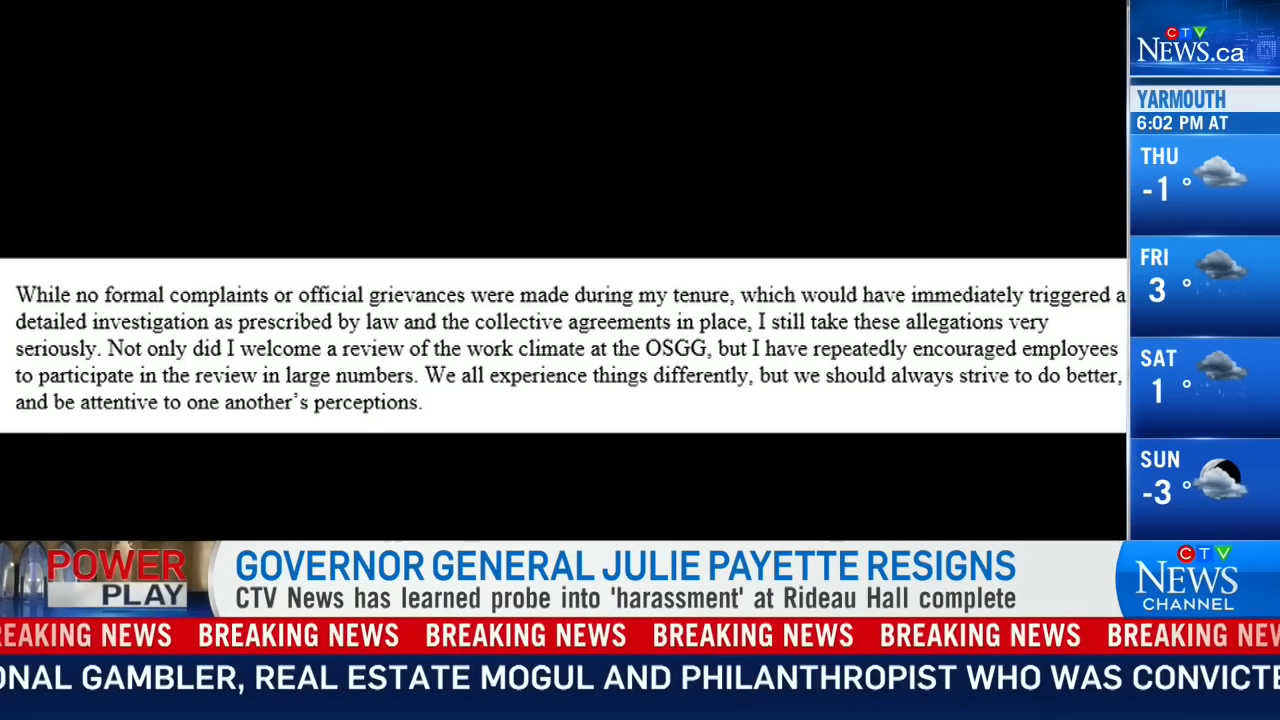 CTV
NEWS.ca
YARMOUTH
6:02 PM AT
THU
-1 °
FRI
3 °
SAT
1 °
SUN
-3 °
While no formal complaints or official grievances were made during my tenure, which would have immediately triggered a
detailed investigation as prescribed by law and the collective agreements in place, I still take these allegations very
seriously. Not only did I welcome a review of the work climate at the OSGG, but I have repeatedly encouraged employees
to participate in the review in large numbers. We all experience things differently, but we should always strive to do better,
and be attentive to one another's perceptions.
POWER
PLAY
GOVERNOR GENERAL JULIE PAYETTE RESIGNS
CTV News has learned probe into 'harassment' at Rideau Hall complete
CTV
NEWS
CHANNEL
REAKING NEWS BREAKING NEWS BREAKING NEWS BREAKING NEWS BREAKING NEWS BREAKING NEW
ONAL GAMBLER, REAL ESTATE MOGUL AND PHILANTHROPIST WHO WAS CONVICTE